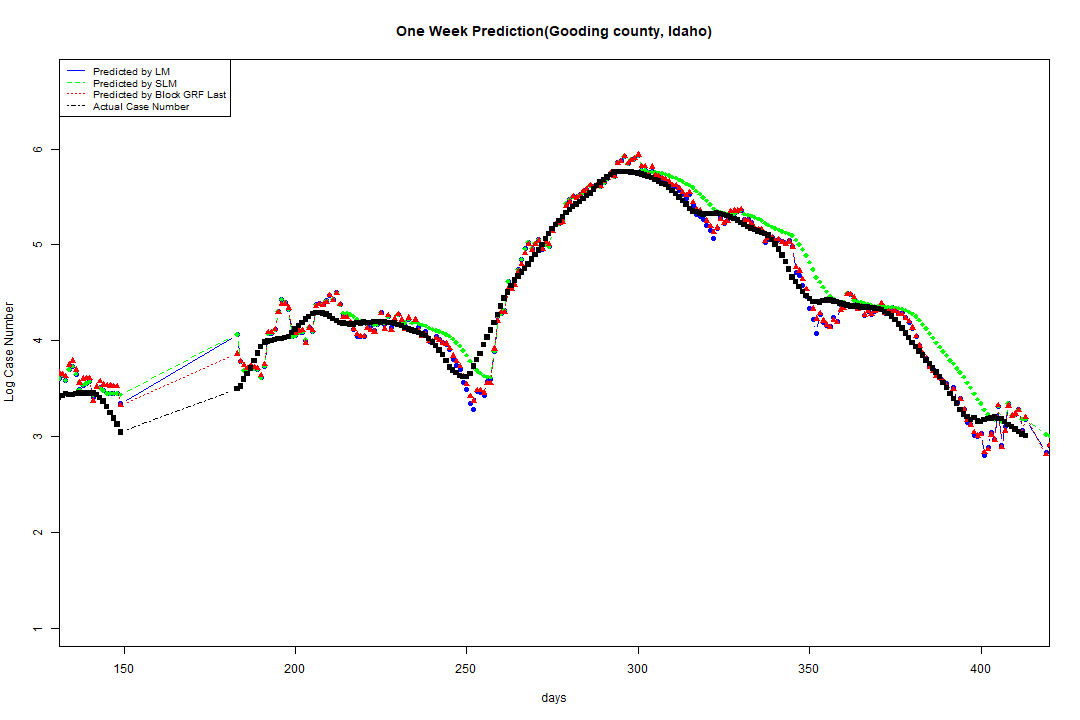 One Week Prediction(Gooding county, Idaho)
Predicted by LM
Predicted by SLM
Predicted by Block GRF Last
Actual Case Number
6
5
4
3
2
1
Log Case Number
150 200 250 300 350 400
days